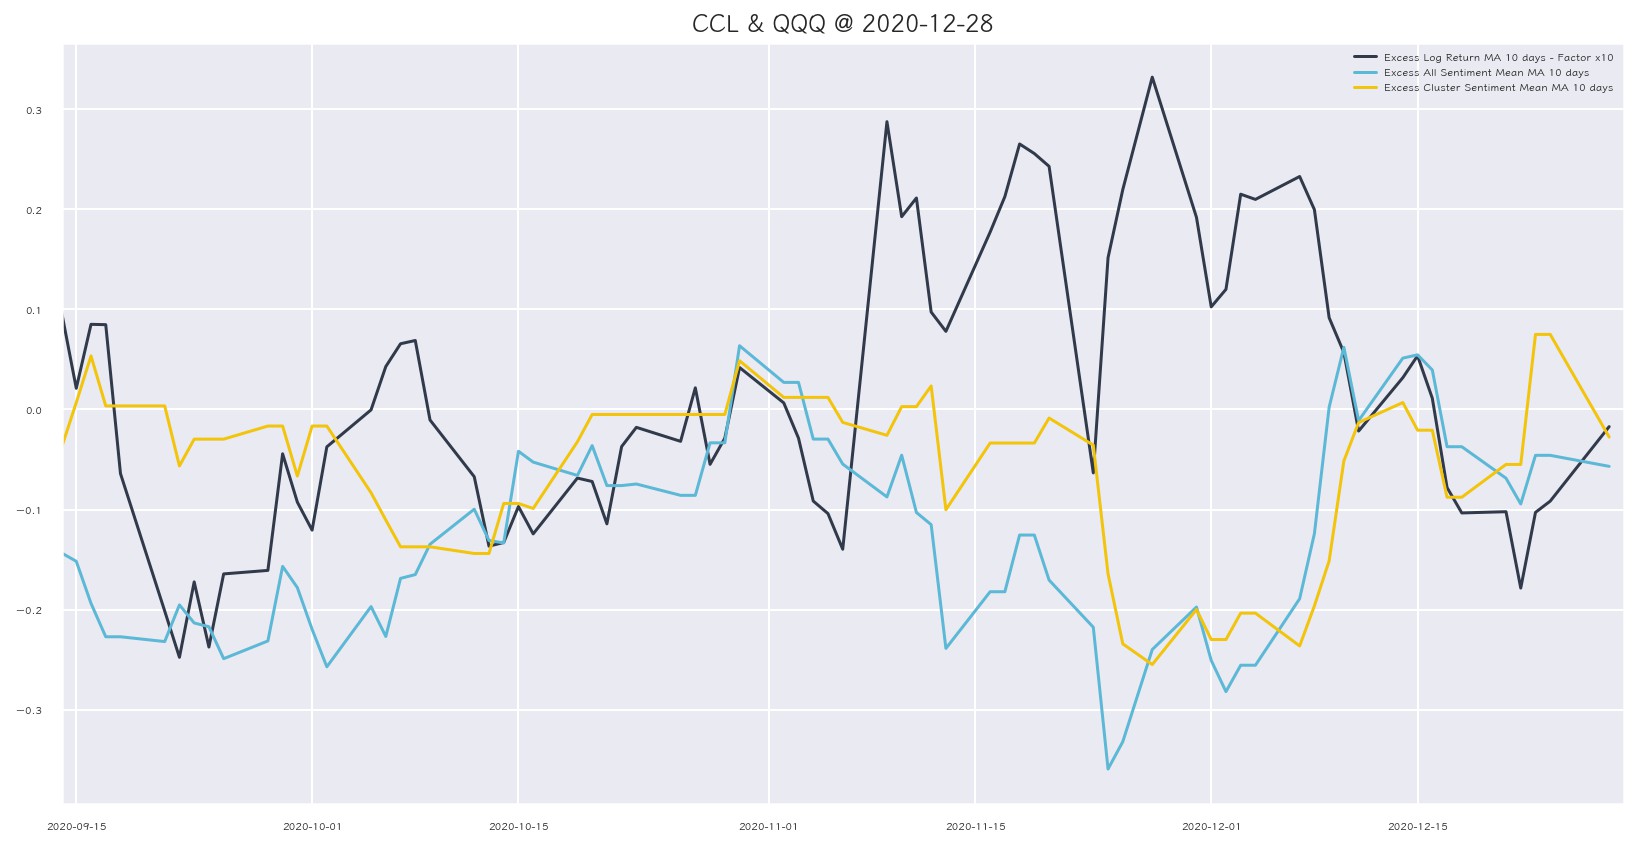 CCL & QQQ @ 2020-12-28
Excess Log Return MA 10 days - Factor x10
Excess All Sentiment Mean MA 10 days
Excess Cluster Sentiment Mean MA 10 days
0.3
0.2
0.1
0.0
−0.1
−0.2
−0.3
2020-09-15 2020-10-01 2020-10-15 2020-11-01 2020-11-15 2020-12-01 2020-12-15